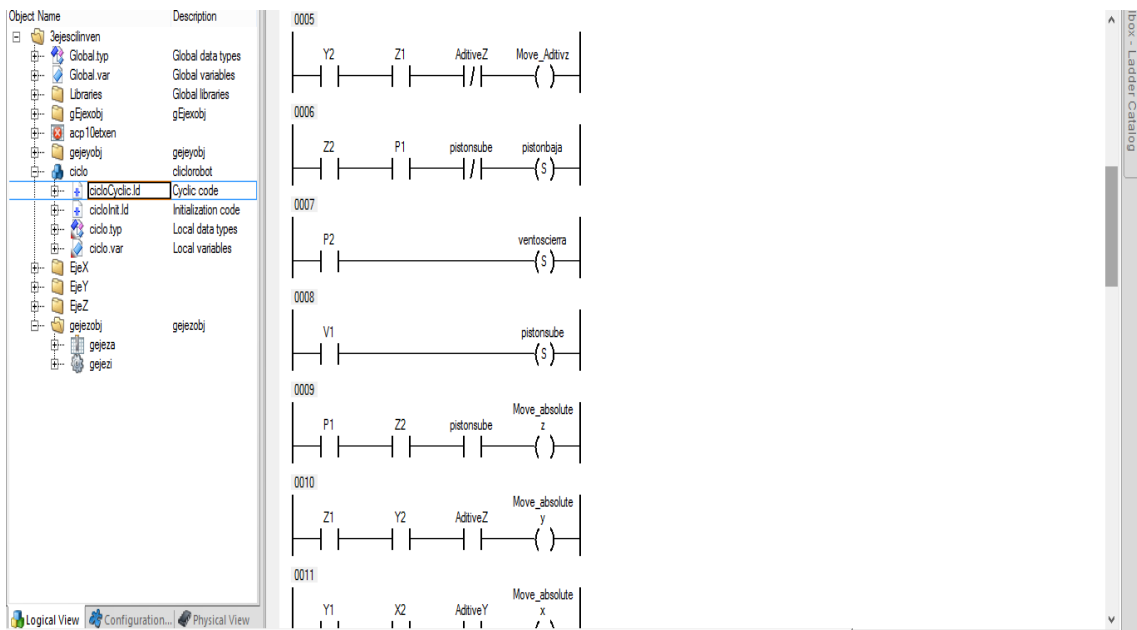 Object Name Description
3ejescilinven
Global.typ Global data types
Global.var Global variables
Libraries Global libraries
gEjexobj gEjexobj
acp10etxen
gejeyobj gejeyobj
ciclo cliclorobot
cicloCyclic.ld Cyclic code
cicloInit.ld Initialization code
ciclo.typ Local data types
ciclo.var Local variables
EjeX
EjeY
EjeZ
gejezobj gejezobj
gejeza
gejezi
Logical View Configuration... Physical View
0005
Y2 Z1 AditiveZ Move_Aditivz
0006
Z2 P1 pistonsube pistonbaja
S
0007
P2 ventoscierra
S
0008
V1 pistonsube
S
0009
Move_absolute
P1 Z2 pistonsube z
0010
Move_absolute
Z1 Y2 AditiveZ y
0011
Move_absolute
Y1 X2 AditiveY x
lbox - Ladder Catalog